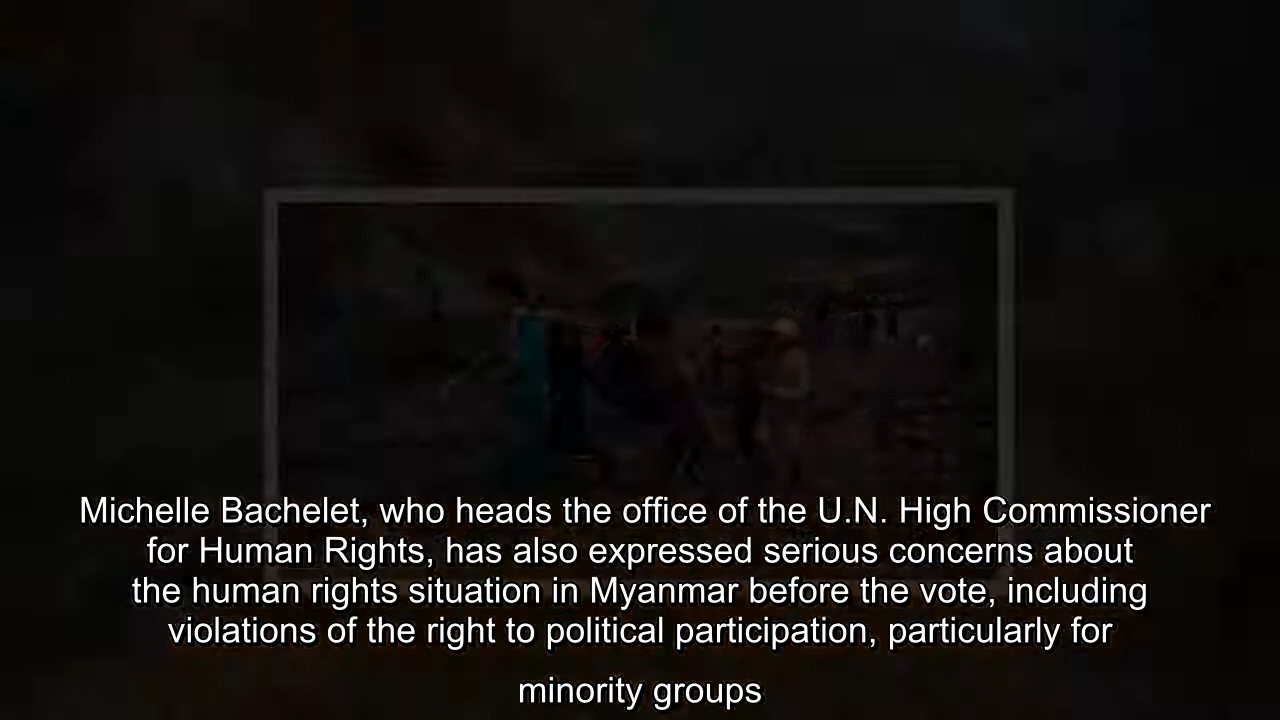 Michelle Bachelet, who heads the office of the U.N. High Commissioner
for Human Rights, has also expressed serious concerns about
the human rights situation in Myanmar before the vote, including
violations of the right to political participation, particularly for
minority groups